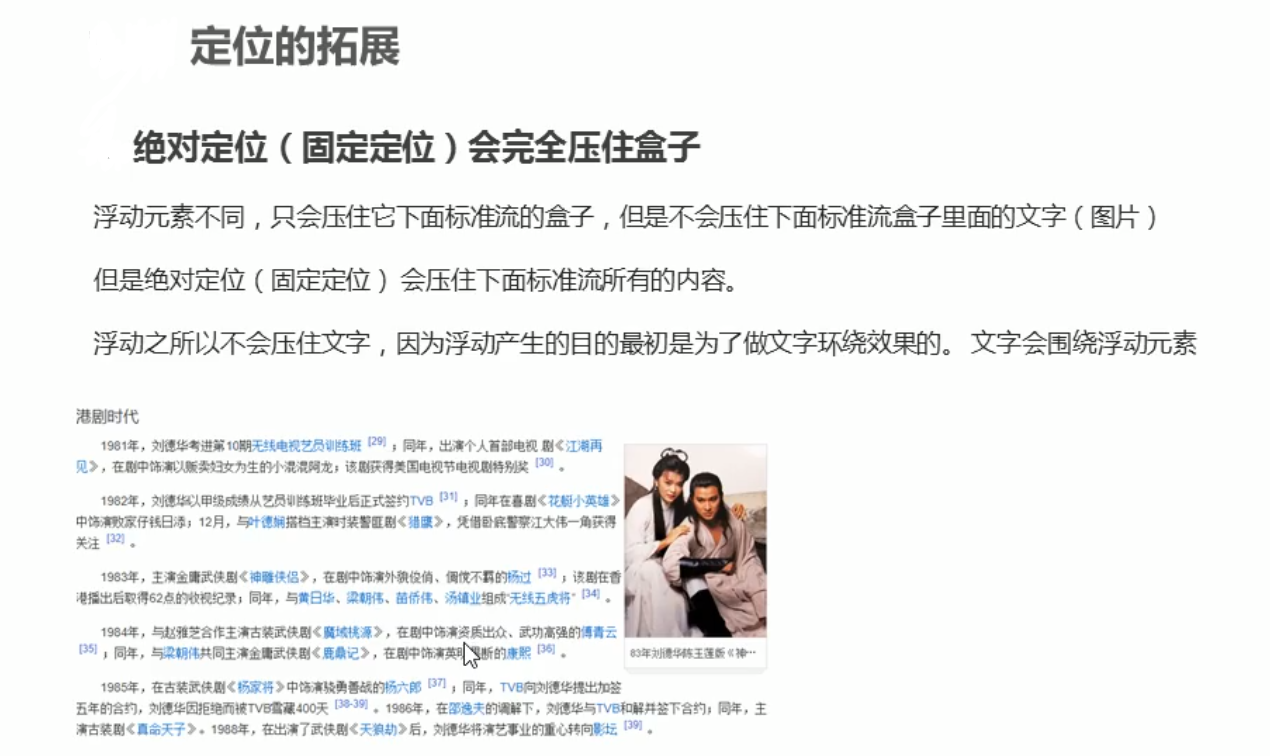 定位的拓展
绝对定位（固定定位）会完全压住盒子
浮动元素不同，只会压住它下面标准流的盒子，但是不会压住下面标准流盒子里面的文字（图片）
但是绝对定位（固定定位） 会压住下面标准流所有的内容。
浮动之所以不会压住文字，因为浮动产生的目的最初是为了做文字环绕效果的。 文字会围绕浮动元素
港剧时代
1981年，刘德华考进第10期无线电视艺员训练班 [29] ；同年，出演个人首部电视 剧《江湖再
见》，在剧中饰演以贩卖妇女为生的小混混阿龙；该剧获得美国电视节电视剧特别奖 [30] 。
1982年，刘德华以甲级成绩从艺员训练班毕业后正式签约TVB [31] ；同年在喜剧《花艇小英雄》
中饰演败家仔钱日添；12月，与叶德娴搭档主演时装警匪剧《猎鹰》，凭借卧底警察江大伟一角获得
关注 [32] 。
1983年，主演金庸武侠剧《神雕侠侣》，在剧中饰演外貌俊俏、倜傥不羁的杨过 [33] ；该剧在香
港播出后取得62点的收视纪录；同年，与黄日华、梁朝伟、苗侨伟、汤镇业组成“无线五虎将” [34] 。
1984年，与赵雅芝合作主演古装武侠剧《魔域桃源》，在剧中饰演资质出众、武功高强的傅青云
[35] ；同年，与梁朝伟共同主演金庸武侠剧《鹿鼎记》，在剧中饰演英明果断的康熙 [36] 。
83年刘德华陈玉莲版《神…
1985年，在古装武侠剧《杨家将》中饰演骁勇善战的杨六郎 [37] ；同年，TVB向刘德华提出加签
五年的合约，刘德华因拒绝而被TVB雪藏400天 [38-39] 。1986年，在邵逸夫的调解下，刘德华与TVB和解并签下合约；同年，主
演古装剧《真命天子》。1988年，在出演了武侠剧《天狼劫》后，刘德华将演艺事业的重心转向影坛 [39] 。